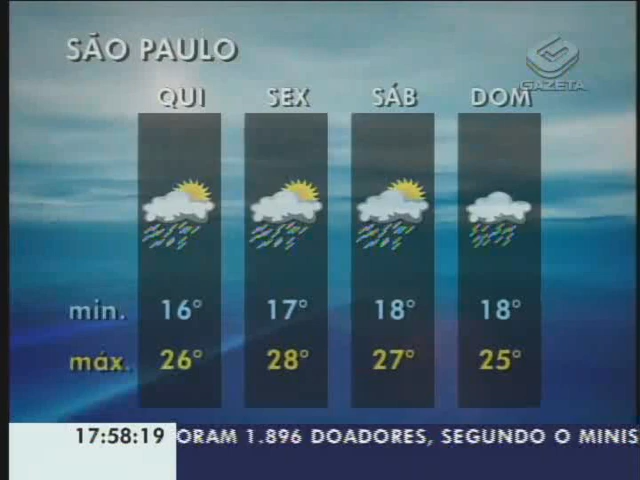 SÃO PAULO
GAZETA
QUI SEX SÁB DOM
min. 16° 17° 18° 18°
máx. 26° 28° 27° 25°
17:58:19 ORAM 1.896 DOADORES, SEGUNDO O MINIS